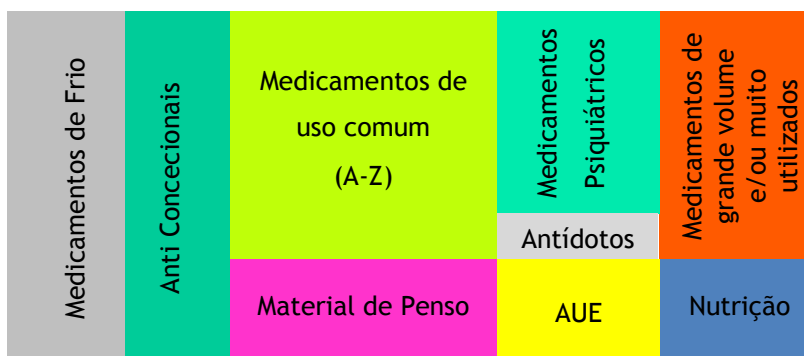 Medicamentos de Frio
Anti Concecionais
Medicamentos de
uso comum
(A-Z)
Medicamentos
Psiquiátricos
Medicamentos de
grande volume
e/ou muito
utilizados
Antídotos
Material de Penso
AUE
Nutrição